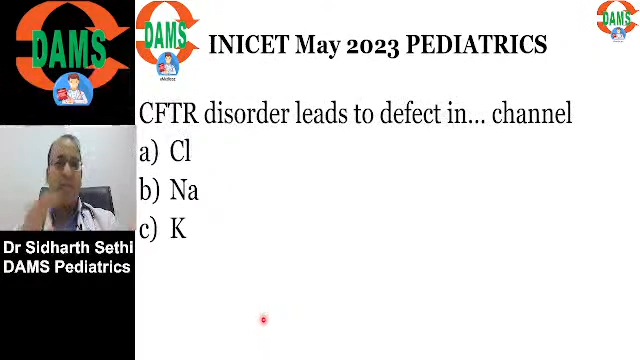 DAMS
DAMS
eMedicoz
INICET May 2023 PEDIATRICS
CFTR disorder leads to defect in... channel
a) Cl
b) Na
c) K
Dr Sidharth Sethi
DAMS Pediatrics